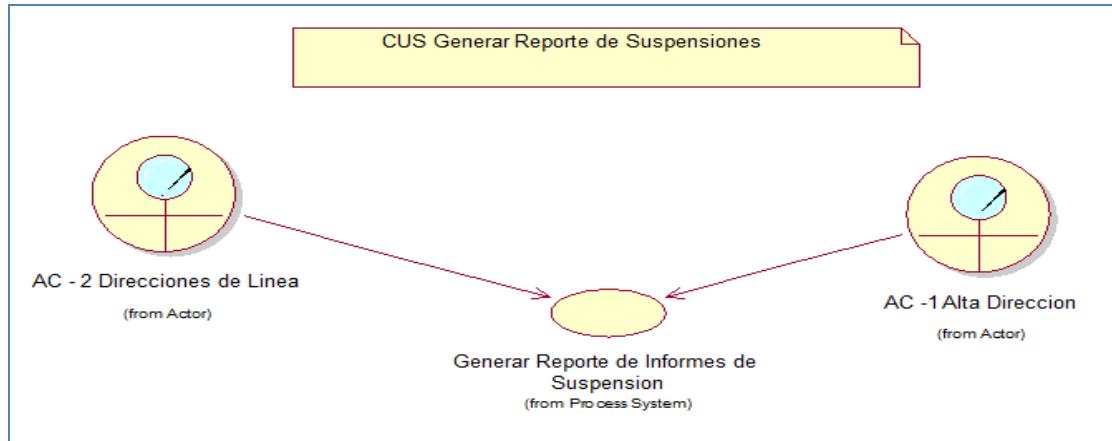 CUS Generar Reporte de Suspensiones
AC - 2 Direcciones de Linea
(from Actor)
AC -1 Alta Direccion
(from Actor)
Generar Reporte de Informes de
Suspension
(from Process System)